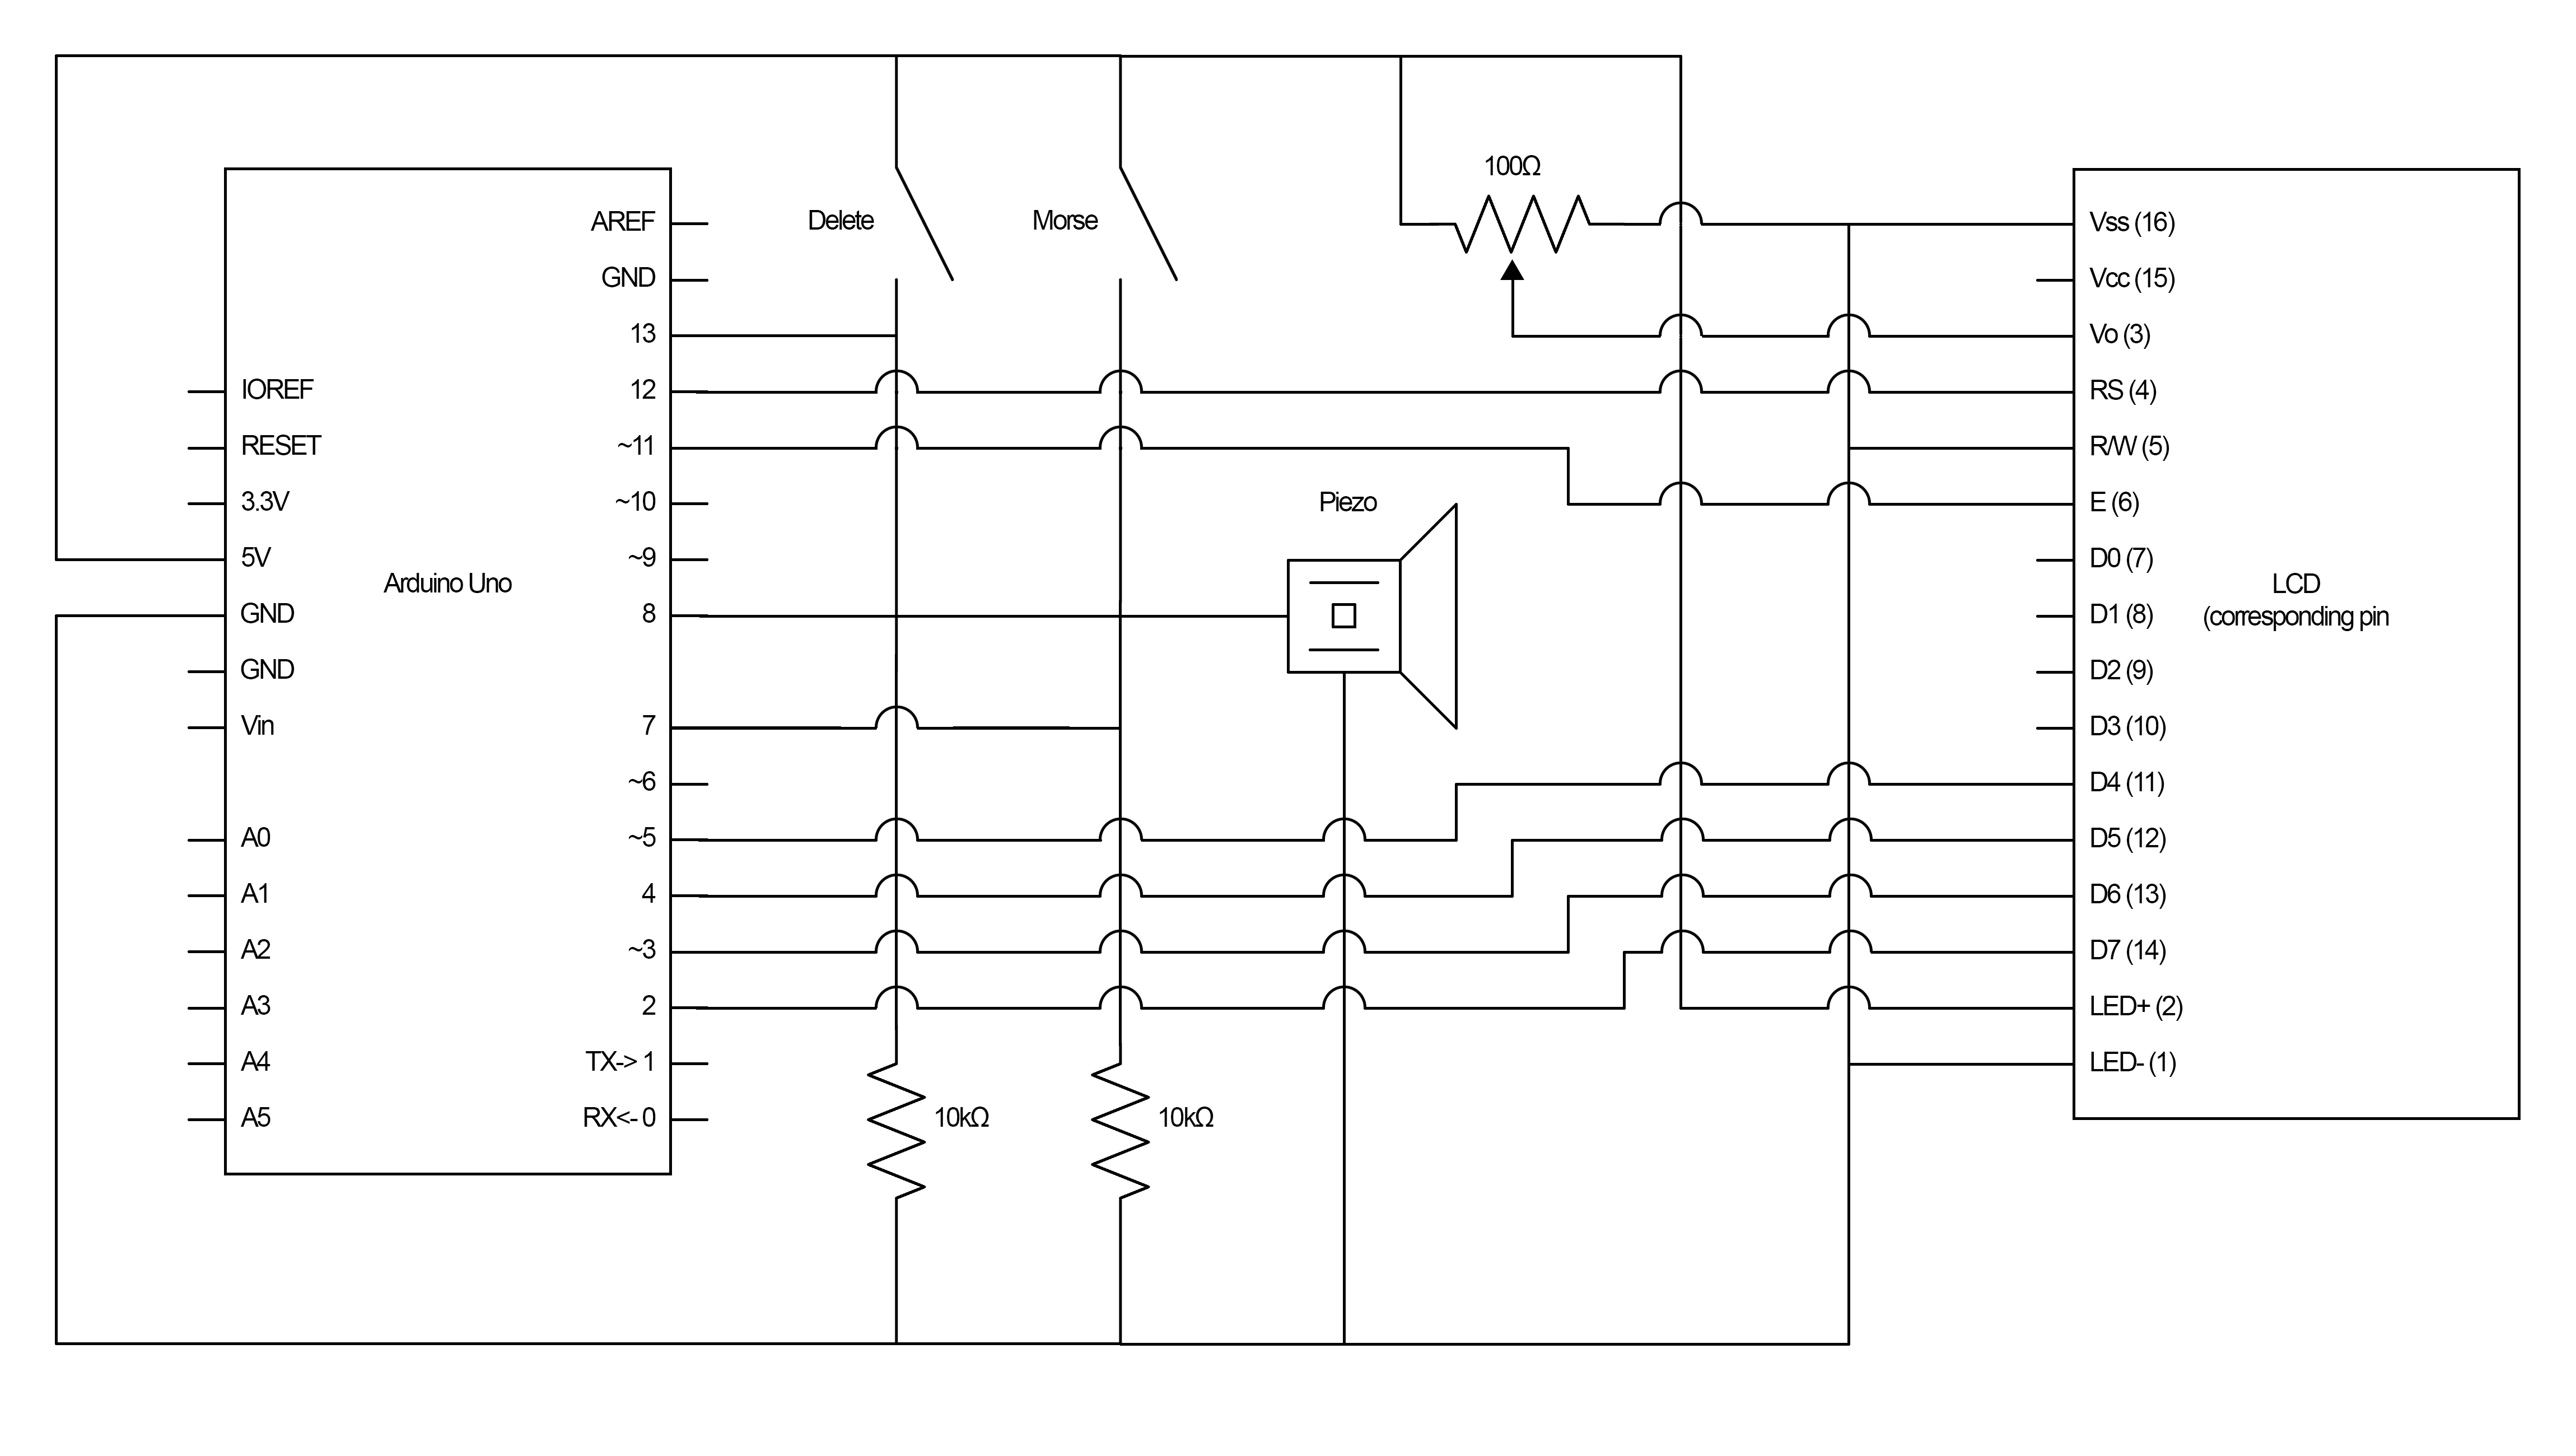 AREF
GND
13
12
~11
~10
~9
8
7
~6
~5
4
~3
2
TX-> 1
RX<- 0
IOREF
RESET
3.3V
5V
GND
GND
Vin
A0
A1
A2
A3
A4
A5
Arduino Uno
Delete
Morse
100Ω
Piezo
10kΩ
10kΩ
Vss (16)
Vcc (15)
Vo (3)
RS (4)
R/W (5)
E (6)
D0 (7)
D1 (8)
D2 (9)
D3 (10)
D4 (11)
D5 (12)
D6 (13)
D7 (14)
LED+ (2)
LED- (1)
LCD
(corresponding pin